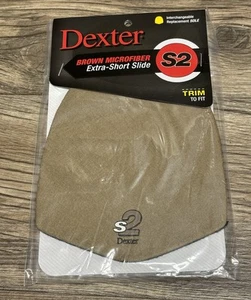 Dexter
Interchangeable
Replacement SOLE
BROWN MICROFIBER
Extra-Short Slide
S2
TRIM
TO FIT
S2
Dexter